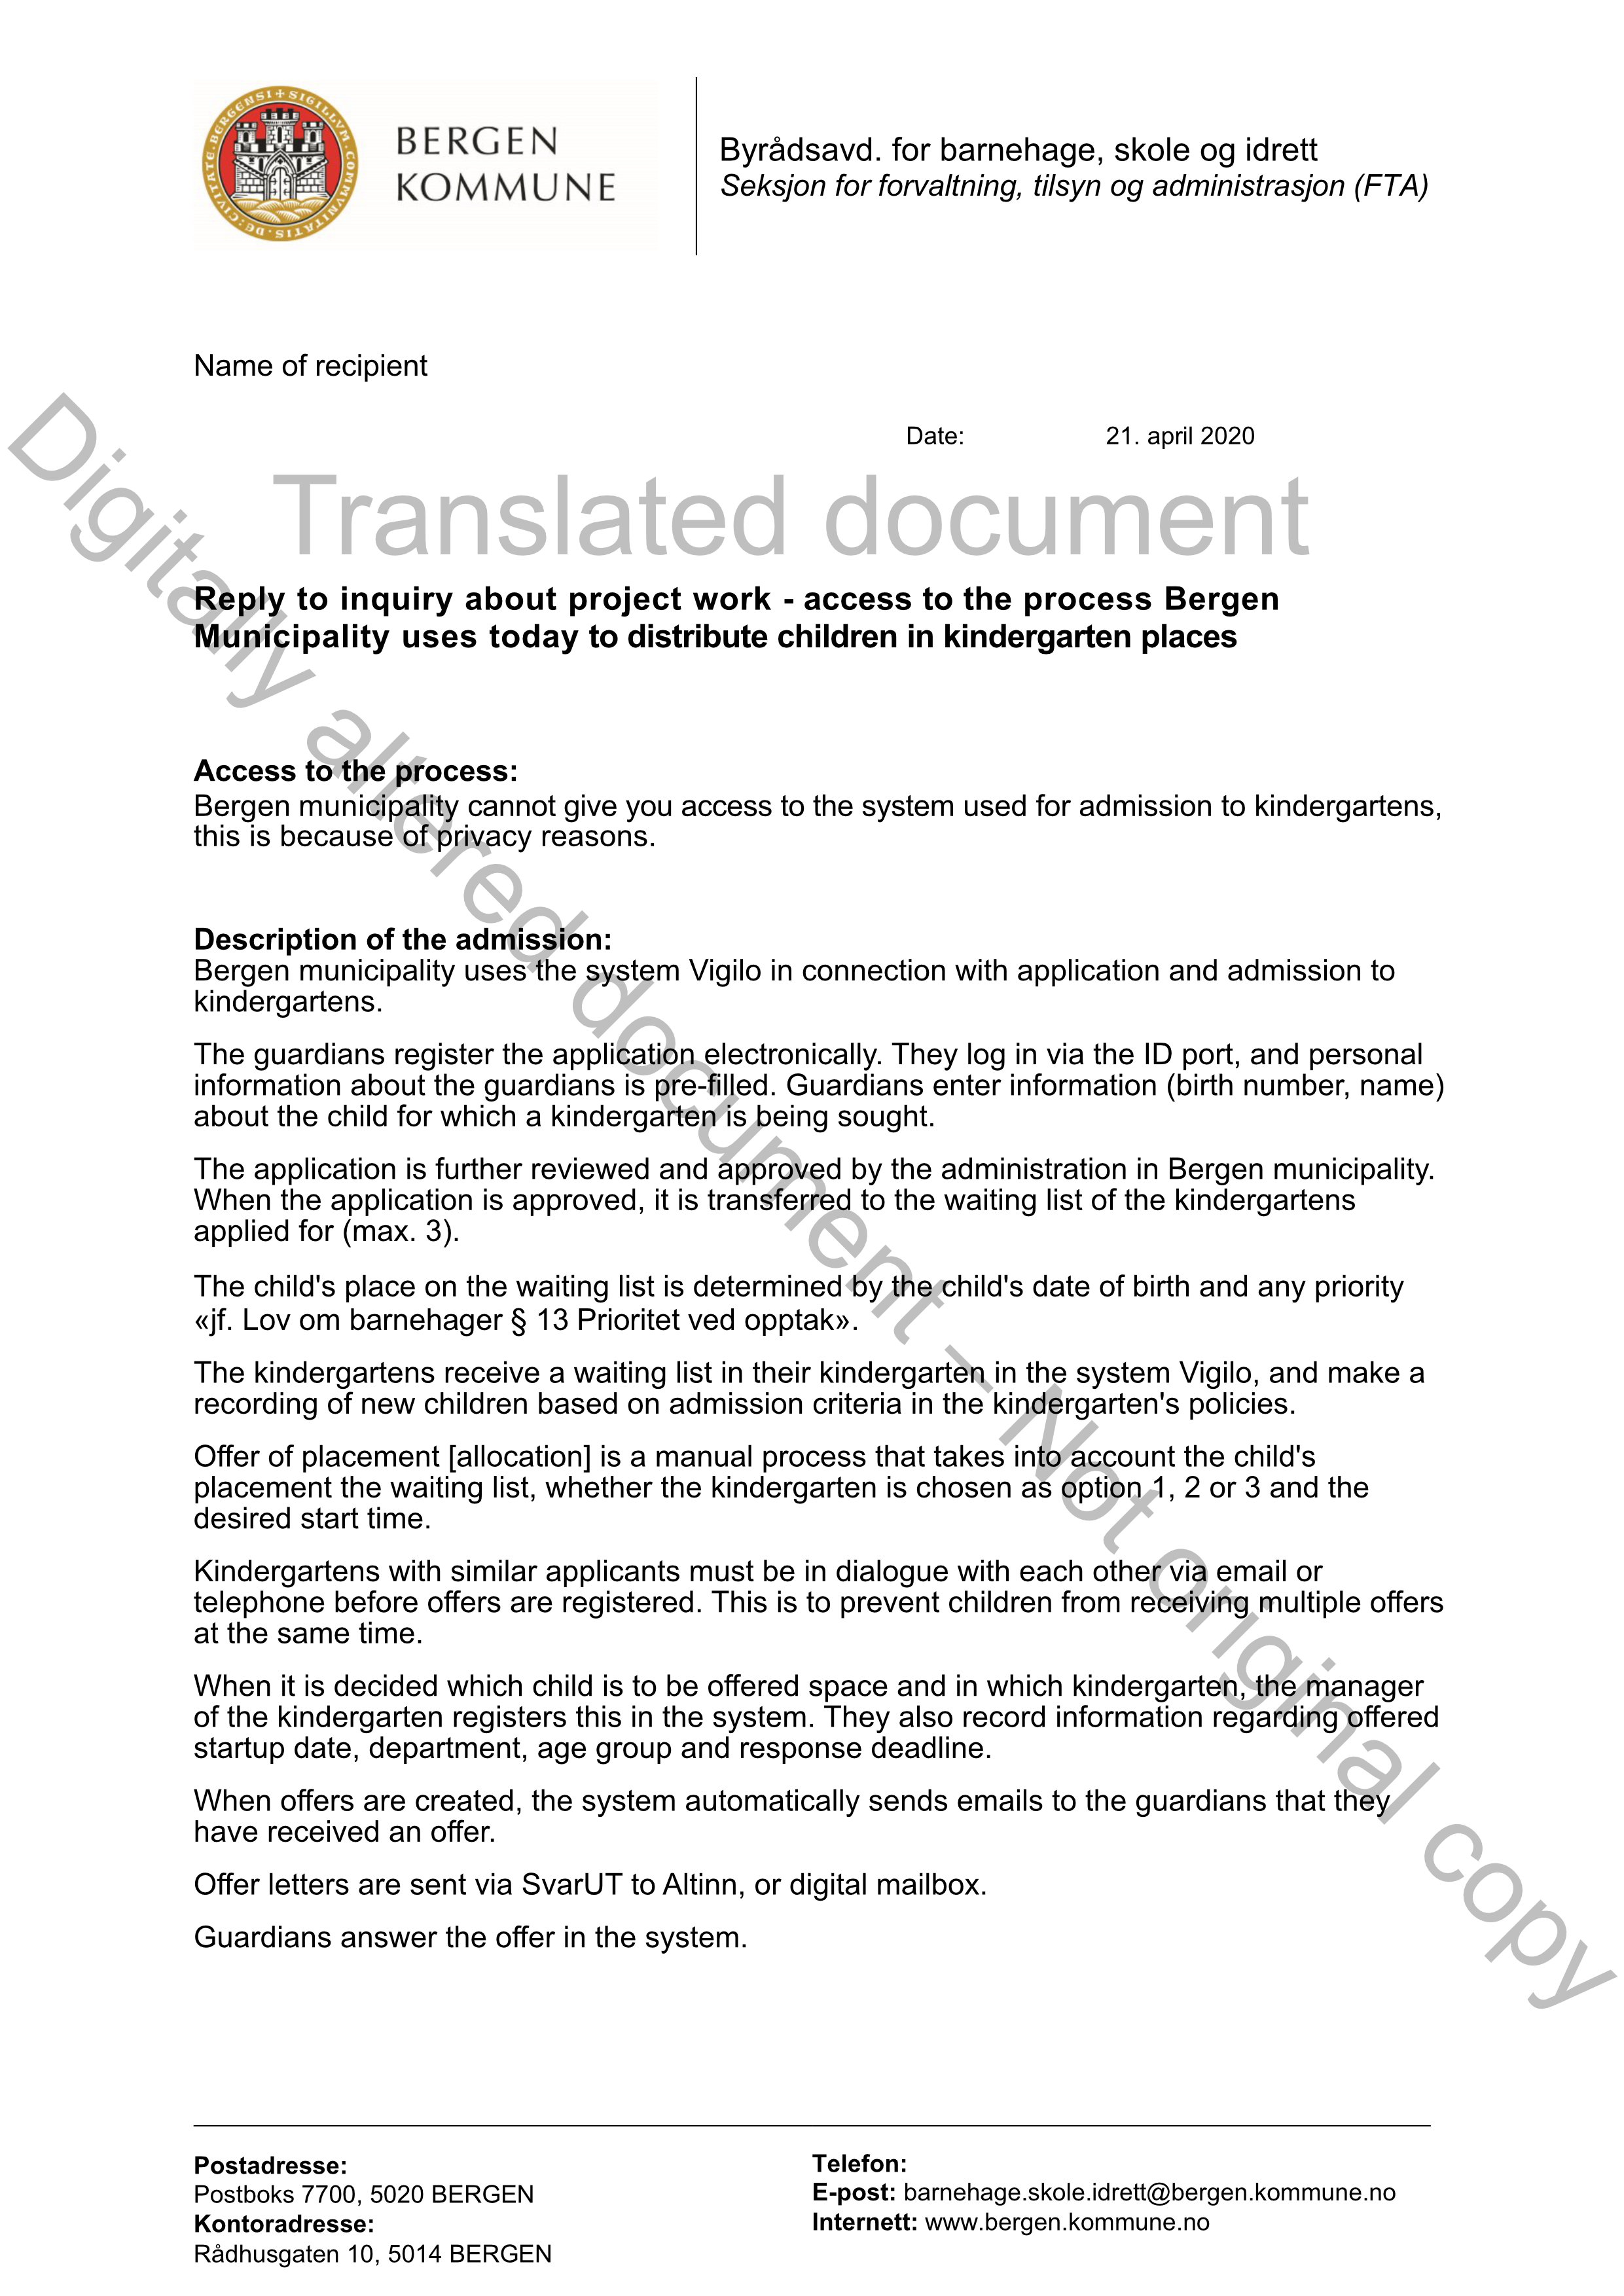 SIGILLVM COMMVNITATIS DE CIVITATE BERGENSI
BERGEN
KOMMUNE
Byrådsavd. for barnehage, skole og idrett
Seksjon for forvaltning, tilsyn og administrasjon (FTA)
Name of recipient
Date: 21. april 2020
Translated document
Digitally altered document – Not original copy
Reply to inquiry about project work - access to the process Bergen
Municipality uses today to distribute children in kindergarten places
Access to the process:
Bergen municipality cannot give you access to the system used for admission to kindergartens,
this is because of privacy reasons.
Description of the admission:
Bergen municipality uses the system Vigilo in connection with application and admission to
kindergartens.
The guardians register the application electronically. They log in via the ID port, and personal
information about the guardians is pre-filled. Guardians enter information (birth number, name)
about the child for which a kindergarten is being sought.
The application is further reviewed and approved by the administration in Bergen municipality.
When the application is approved, it is transferred to the waiting list of the kindergartens
applied for (max. 3).
The child's place on the waiting list is determined by the child's date of birth and any priority
«jf. Lov om barnehager § 13 Prioritet ved opptak».
The kindergartens receive a waiting list in their kindergarten in the system Vigilo, and make a
recording of new children based on admission criteria in the kindergarten's policies.
Offer of placement [allocation] is a manual process that takes into account the child's
placement the waiting list, whether the kindergarten is chosen as option 1, 2 or 3 and the
desired start time.
Kindergartens with similar applicants must be in dialogue with each other via email or
telephone before offers are registered. This is to prevent children from receiving multiple offers
at the same time.
When it is decided which child is to be offered space and in which kindergarten, the manager
of the kindergarten registers this in the system. They also record information regarding offered
startup date, department, age group and response deadline.
When offers are created, the system automatically sends emails to the guardians that they
have received an offer.
Offer letters are sent via SvarUT to Altinn, or digital mailbox.
Guardians answer the offer in the system.
Postadresse:
Postboks 7700, 5020 BERGEN
Kontoradresse:
Rådhusgaten 10, 5014 BERGEN
Telefon:
E-post: barnehage.skole.idrett@bergen.kommune.no
Internett: www.bergen.kommune.no